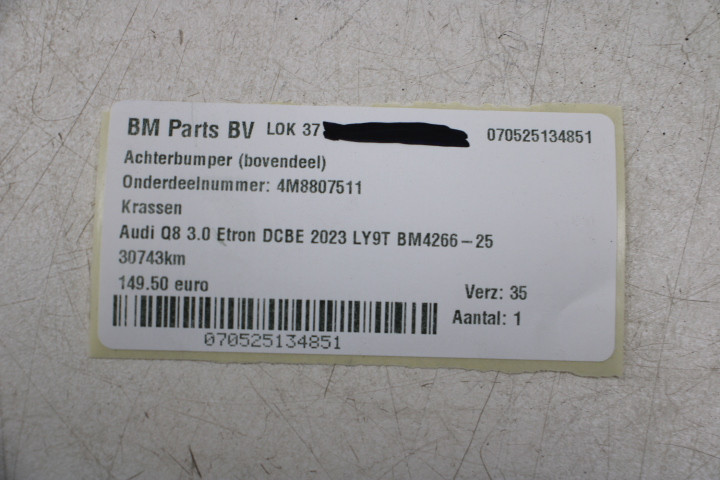 BM Parts BV LOK 37 070525134851
Achterbumper (bovendeel)
Onderdeelnummer: 4M8807511
Krassen
Audi Q8 3.0 Etron DCBE 2023 LY9T BM4266-25
30743km
149.50 euro
Verz: 35
Aantal: 1
070525134851